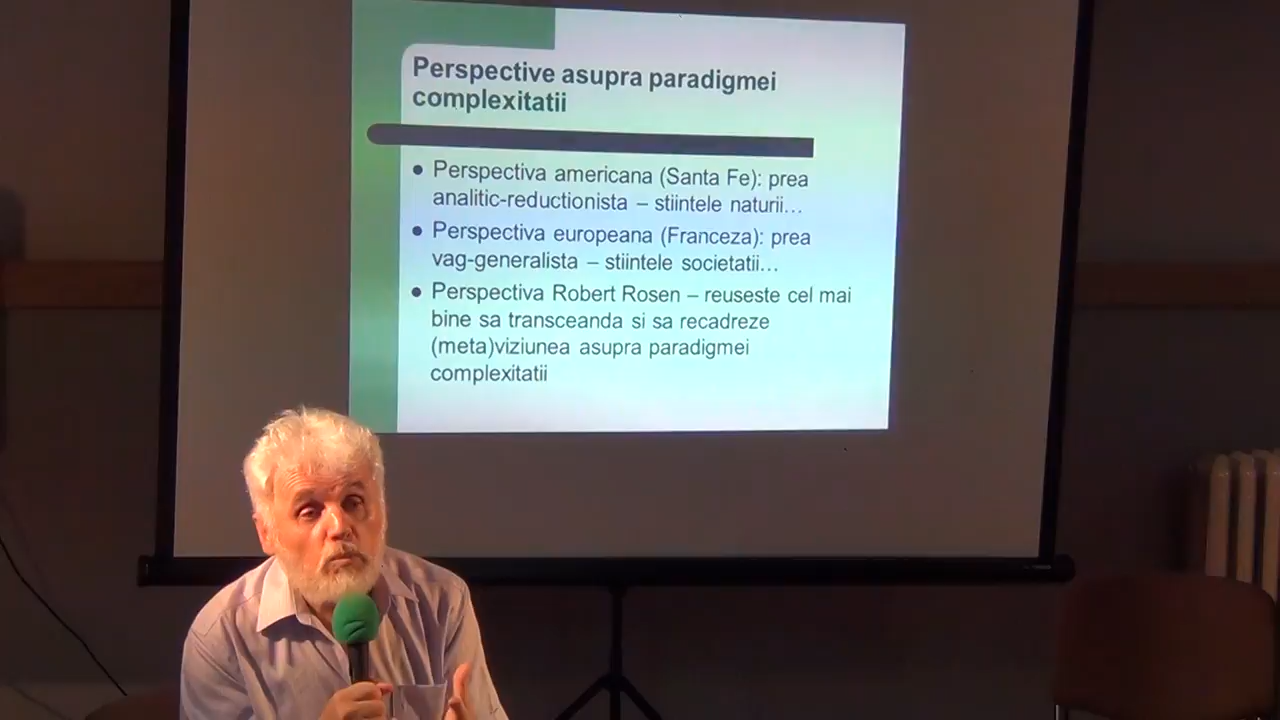 Perspective asupra paradigmei
complexitatii
Perspectiva americana (Santa Fe): prea
analitic-reductionista – stiintele naturii…
Perspectiva europeana (Franceza): prea
vag-generalista – stiintele societatii…
Perspectiva Robert Rosen – reuseste cel mai
bine sa transceanda si sa recadreze
(meta)viziunea asupra paradigmei
complexitatii